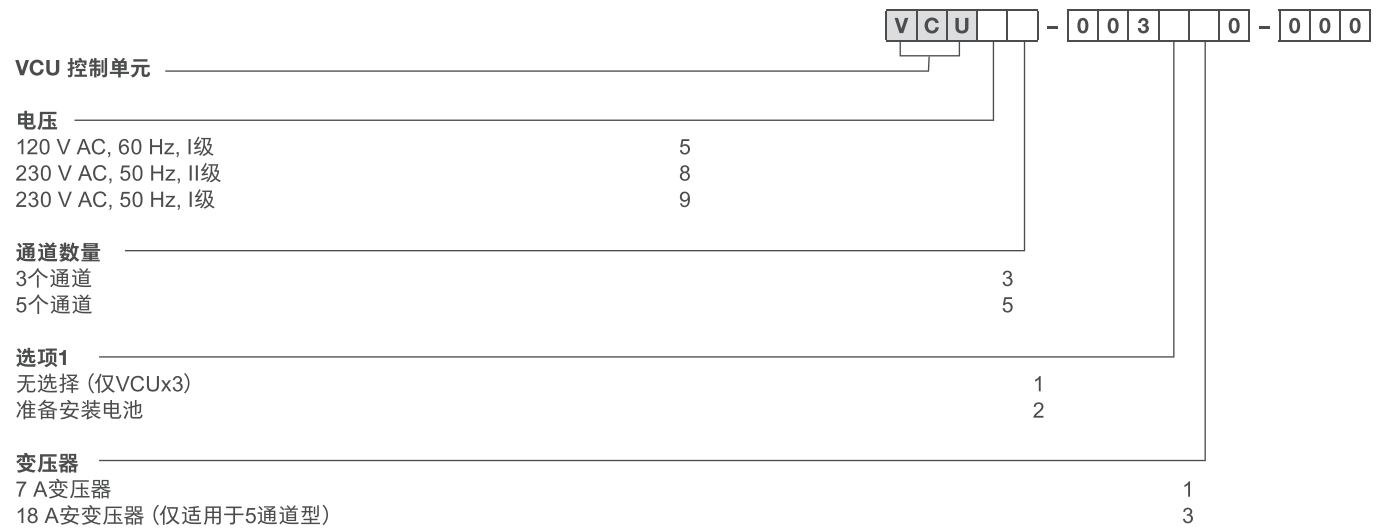 V C U - 0 0 3 0 - 0 0 0
VCU 控制单元
电压
120 V AC, 60 Hz, I级 5
230 V AC, 50 Hz, II级 8
230 V AC, 50 Hz, I级 9
通道数量
3个通道 3
5个通道 5
选项1
无选择（仅VCUx3） 1
准备安装电池 2
变压器
7 A变压器 1
18 A安变压器（仅适用于5通道型） 3